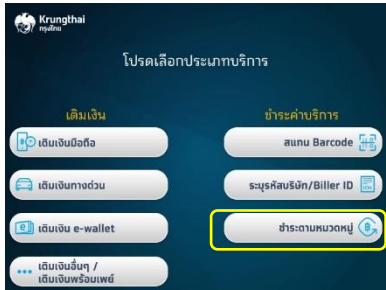 Krungthai
กรุงไทย
โปรดเลือกประเภทบริการ
เติมเงิน
ชำระค่าบริการ
เติมเงินมือถือ
สแกน Barcode
เติมเงินทางด่วน
ระบุรหัสบริษัท/Biller ID
เติมเงิน e-wallet
ชำระตามหมวดหมู่
เติมเงินอื่นๆ /
เติมเงินพร้อมเพย์